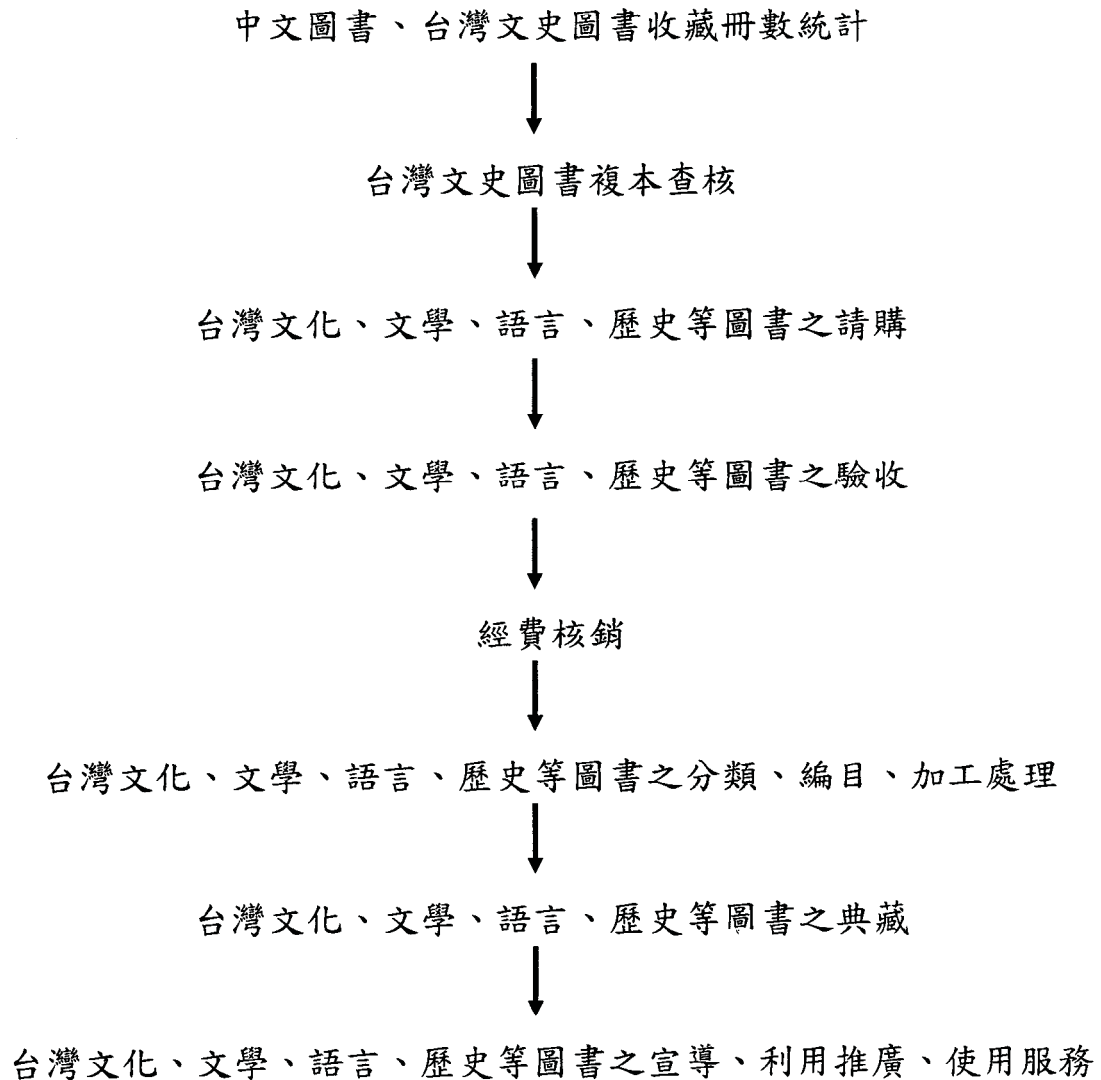 中文圖書、台灣文史圖書收藏冊數統計
台灣文史圖書複本查核
台灣文化、文學、語言、歷史等圖書之請購
台灣文化、文學、語言、歷史等圖書之驗收
經費核銷
台灣文化、文學、語言、歷史等圖書之分類、編目、加工處理
台灣文化、文學、語言、歷史等圖書之典藏
台灣文化、文學、語言、歷史等圖書之宣導、利用推廣、使用服務